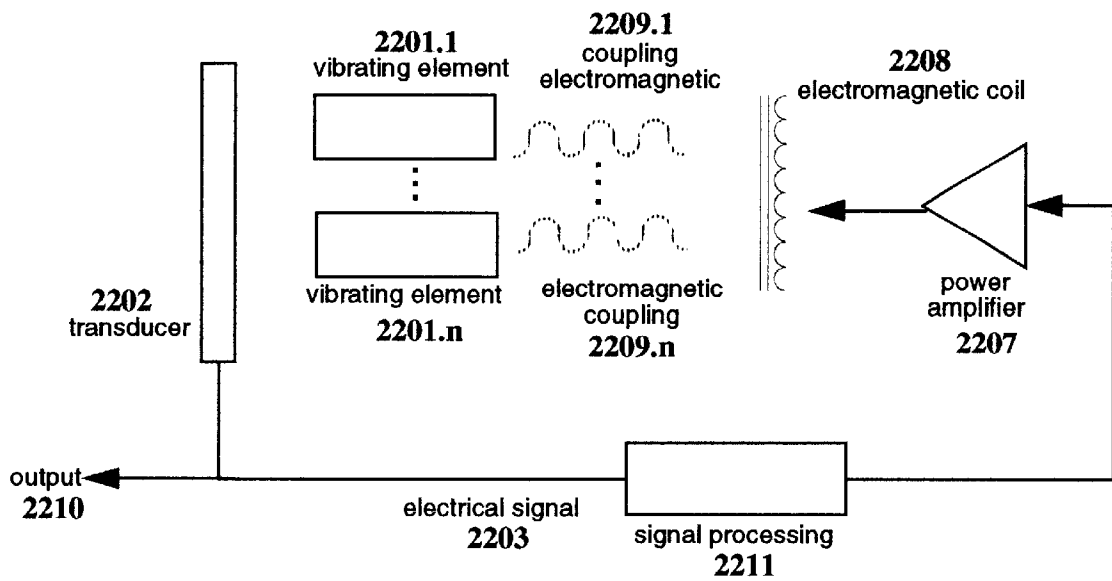 2201.1
vibrating element
2209.1
coupling
electromagnetic
2208
electromagnetic coil
2202
transducer
vibrating element
2201.n
electromagnetic
coupling
2209.n
power
amplifier
2207
output
2210
electrical signal
2203
signal processing
2211